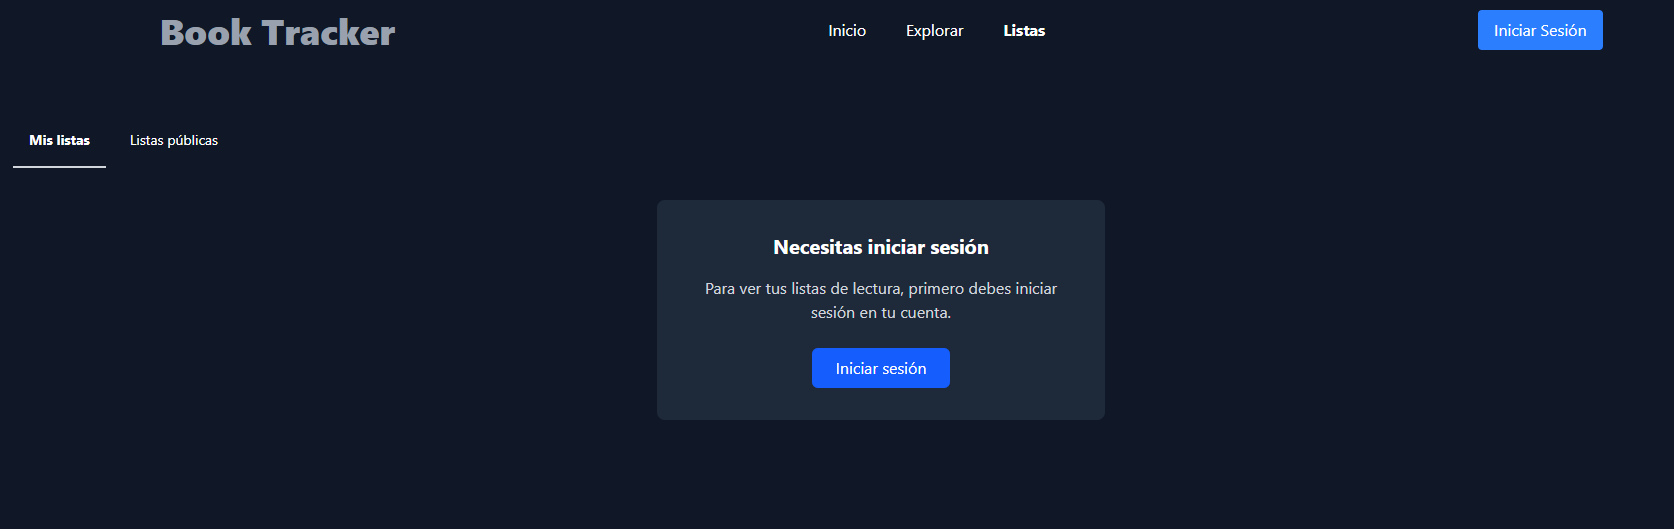 Book Tracker
Inicio
Explorar
Listas
Iniciar Sesión
Mis listas
Listas públicas
Necesitas iniciar sesión
Para ver tus listas de lectura, primero debes iniciar
sesión en tu cuenta.
Iniciar sesión